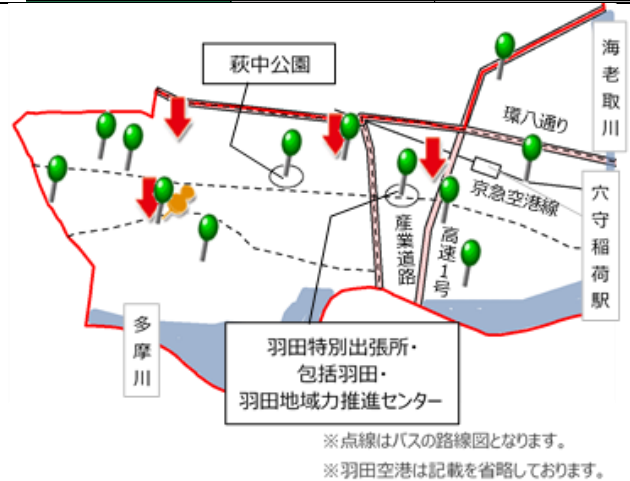 萩中公園
海老取川
環八通り
京急空港線
穴守稲荷駅
産業道路
高速1号
多摩川
羽田特別出張所・
包括羽田・
羽田地域力推進センター
※点線はバスの路線図となります。
※羽田空港は記載を省略しております。